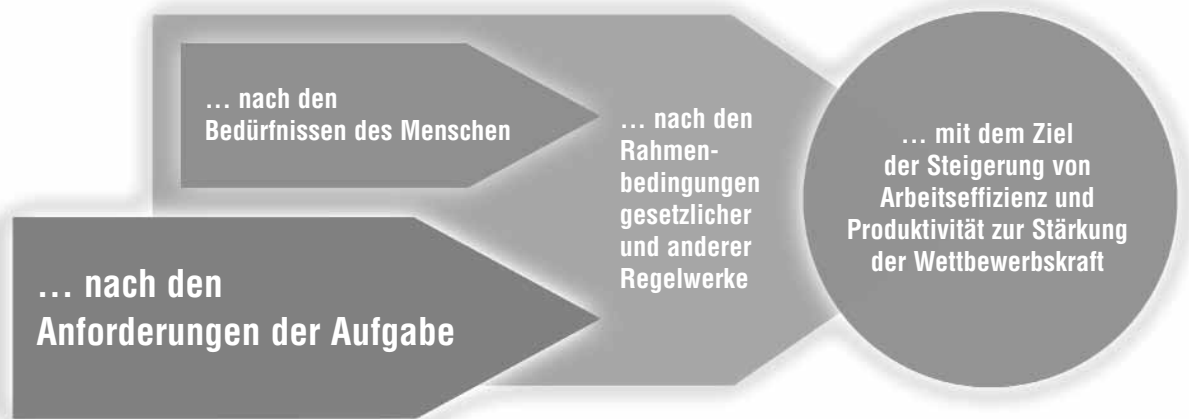 … nach den
Bedürfnissen des Menschen
… nach den
Anforderungen der Aufgabe
… nach den
Rahmen-
bedingungen
gesetzlicher
und anderer
Regelwerke
… mit dem Ziel
der Steigerung von
Arbeitseffizienz und
Produktivität zur Stärkung
der Wettbewerbskraft